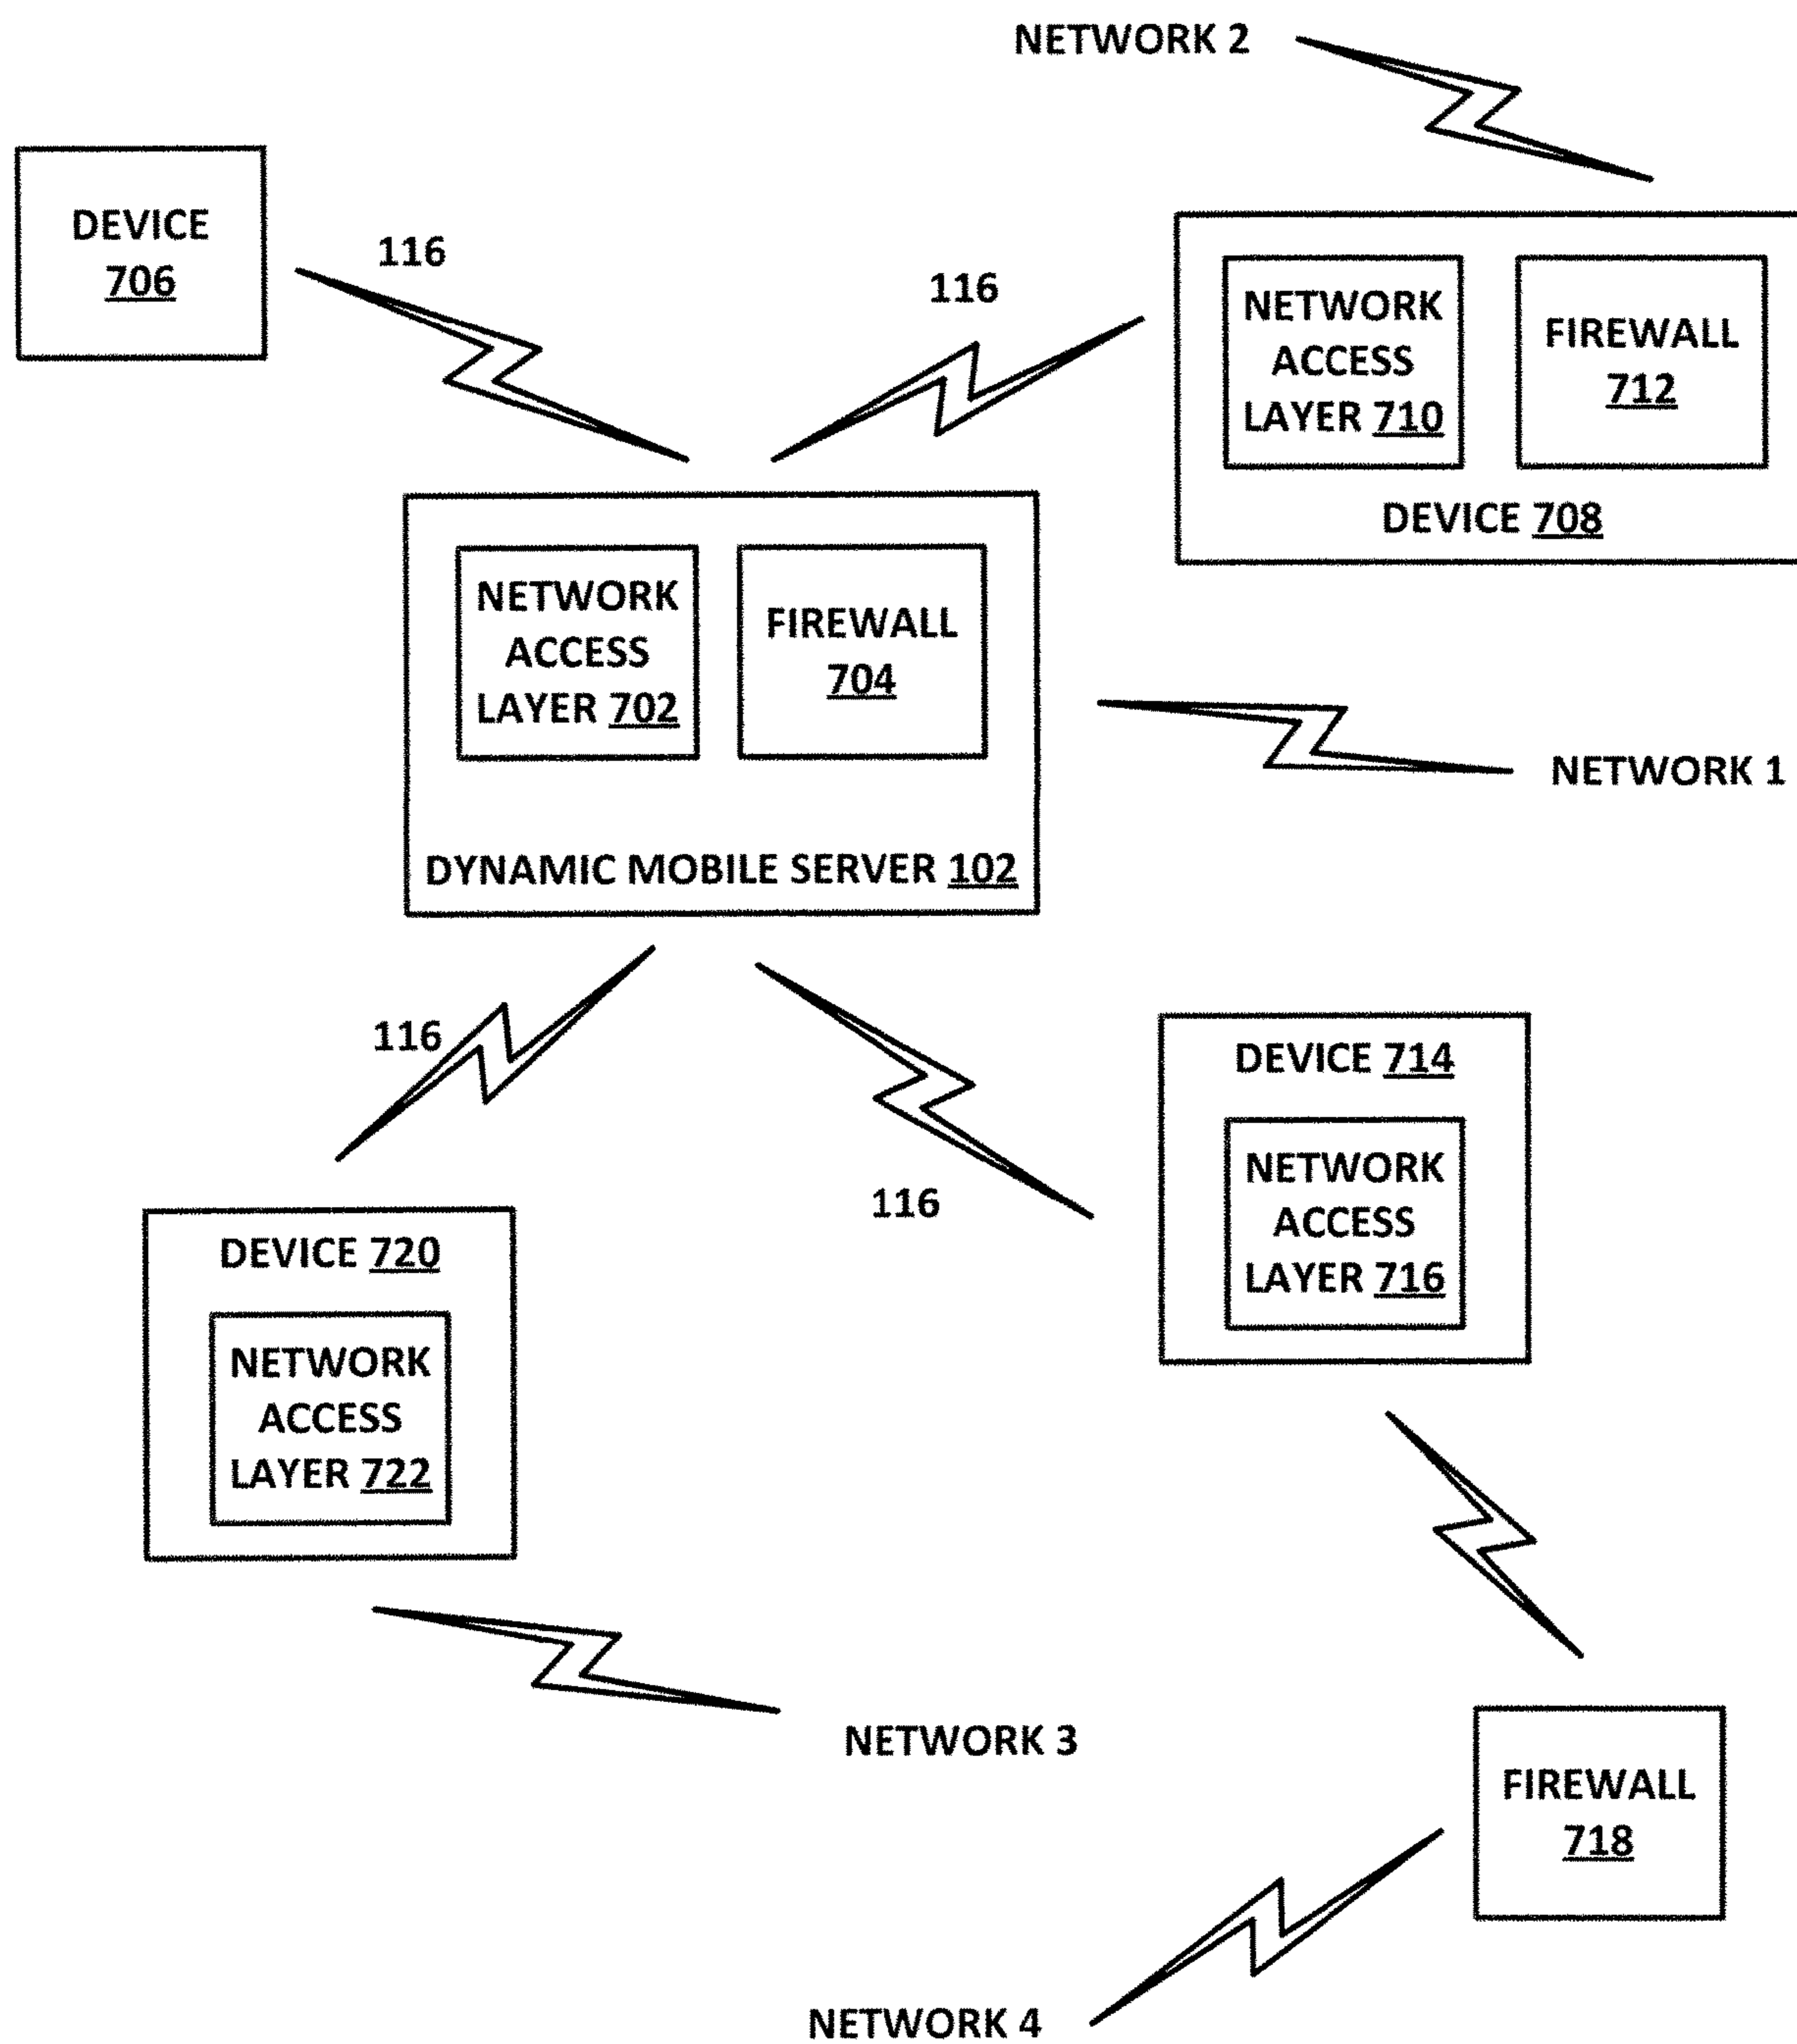 NETWORK 2
DEVICE
706
116
116
NETWORK
ACCESS
LAYER 710
FIREWALL
712
DEVICE 708
NETWORK
ACCESS
LAYER 702
FIREWALL
704
DYNAMIC MOBILE SERVER 102
NETWORK 1
116
116
DEVICE 714
NETWORK
ACCESS
LAYER 716
DEVICE 720
NETWORK
ACCESS
LAYER 722
NETWORK 3
FIREWALL
718
NETWORK 4